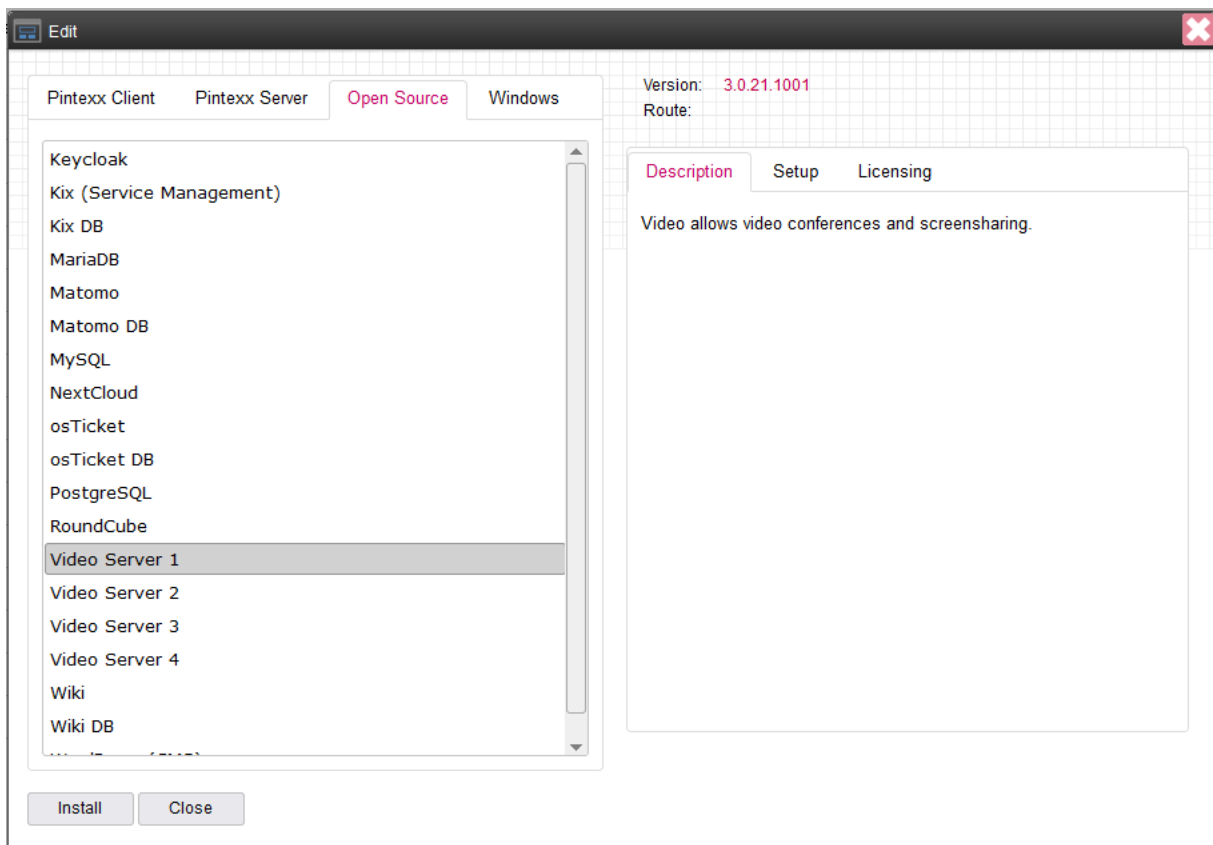 Edit
Pintexx Client Pintexx Server Open Source Windows
Keycloak
Kix (Service Management)
Kix DB
MariaDB
Matomo
Matomo DB
MySQL
NextCloud
osTicket
osTicket DB
PostgreSQL
RoundCube
Video Server 1
Video Server 2
Video Server 3
Video Server 4
Wiki
Wiki DB
Install Close
Version: 3.0.21.1001
Route:
Description Setup Licensing
Video allows video conferences and screensharing.